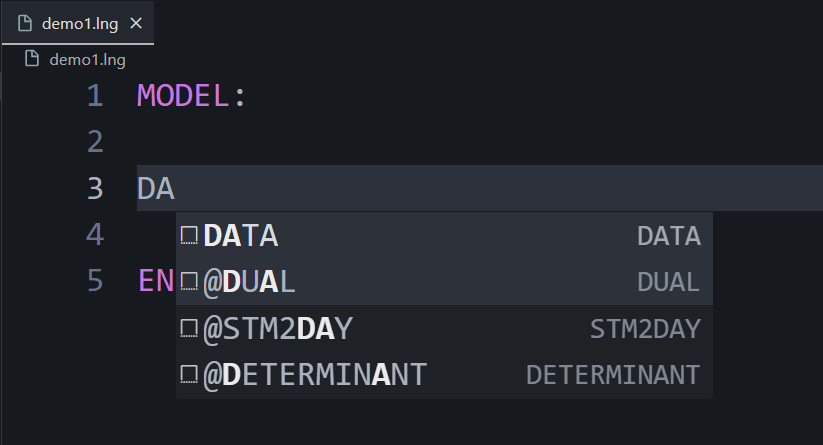 demo1.lng ×
demo1.lng
1 MODEL:
2
3 DA
DATA DATA
4
@DUAL DUAL
5 EN
@STM2DAY STM2DAY
@DETERMINANT DETERMINANT